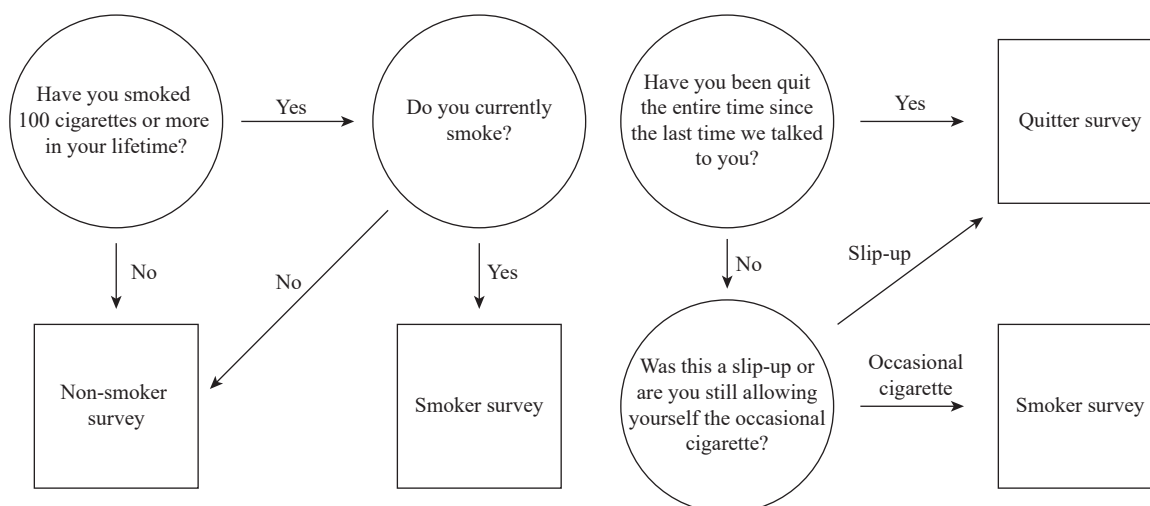 Have you smoked
100 cigarettes or more
in your lifetime?
Yes
Do you currently
smoke?
No
No
Yes
Non-smoker
survey
Smoker survey
Have you been quit
the entire time since
the last time we talked
to you?
Yes
Quitter survey
No
Slip-up
Was this a slip-up or
are you still allowing
yourself the occasional
cigarette?
Occasional
cigarette
Smoker survey